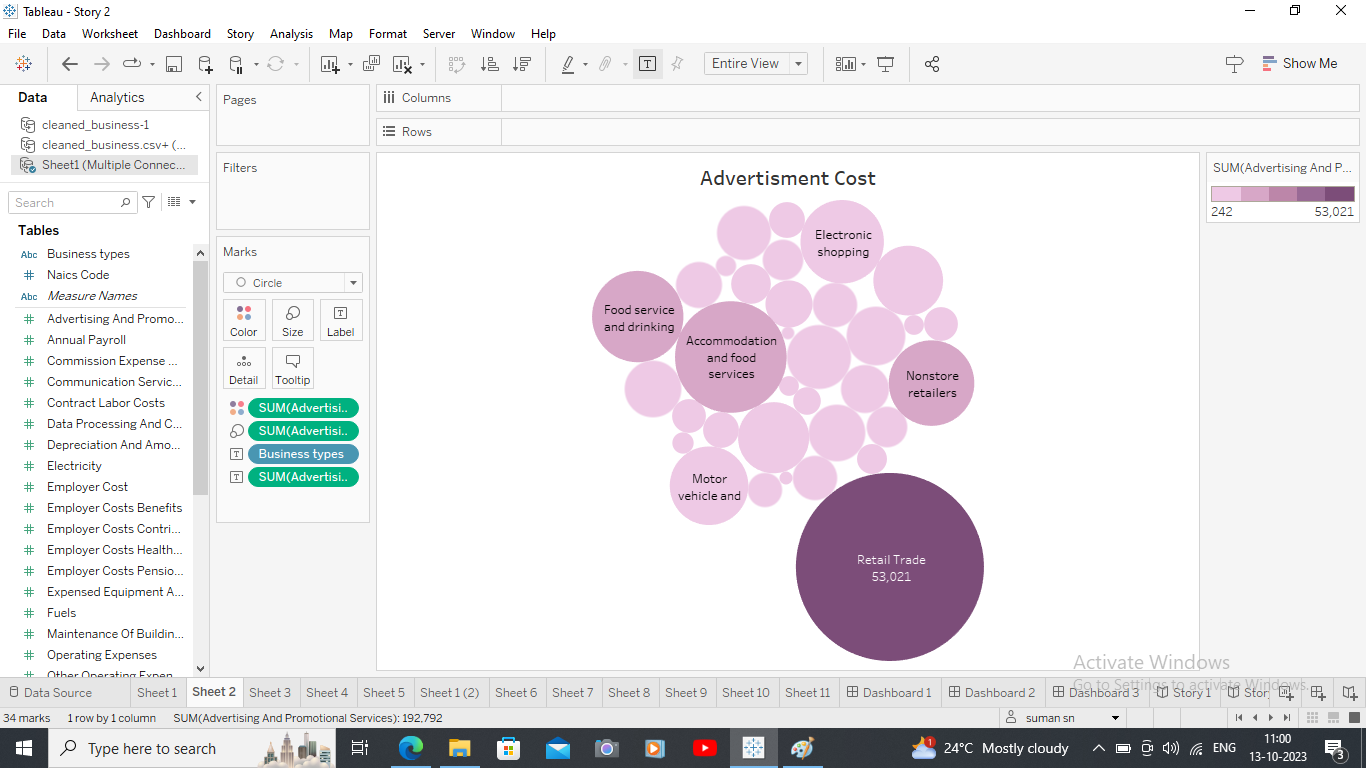 Tableau - Story 2
File Data Worksheet Dashboard Story Analysis Map Format Server Window Help
Entire View
Show Me
Data Analytics
cleaned_business-1
cleaned_business.csv+ (...
Sheet1 (Multiple Connec...
Search
Tables
Abc Business types
Naics Code
Abc Measure Names
Advertising And Promo...
Annual Payroll
Commission Expense ...
Communication Servic...
Contract Labor Costs
Data Processing And C...
Depreciation And Amo...
Electricity
Employer Cost
Employer Costs Benefits
Employer Costs Contri...
Employer Costs Health...
Employer Costs Pensio...
Expensed Equipment A...
Fuels
Maintenance Of Buildin...
Operating Expenses
Other Operating Expen
Pages
Filters
Marks
Circle
Color Size Label
Detail Tooltip
SUM(Advertisi..
SUM(Advertisi..
Business types
SUM(Advertisi..
Columns
Rows
Advertisment Cost
Electronic
shopping
Food service
and drinking
Accommodation
and food
services
Nonstore
retailers
Motor
vehicle and
Retail Trade
53,021
SUM(Advertising And P...
242 53,021
Activate Windows
Go to Settings to activate Windows.
Data Source Sheet 1 Sheet 2 Sheet 3 Sheet 4 Sheet 5 Sheet 1 (2) Sheet 6 Sheet 7 Sheet 8 Sheet 9 Sheet 10 Sheet 11 Dashboard 1 Dashboard 2 Dashboard 3 Story 1 Stor
34 marks 1 row by 1 column SUM(Advertising And Promotional Services): 192,792 suman sn
Type here to search
1
24°C Mostly cloudy
ENG
11:00
13-10-2023
3